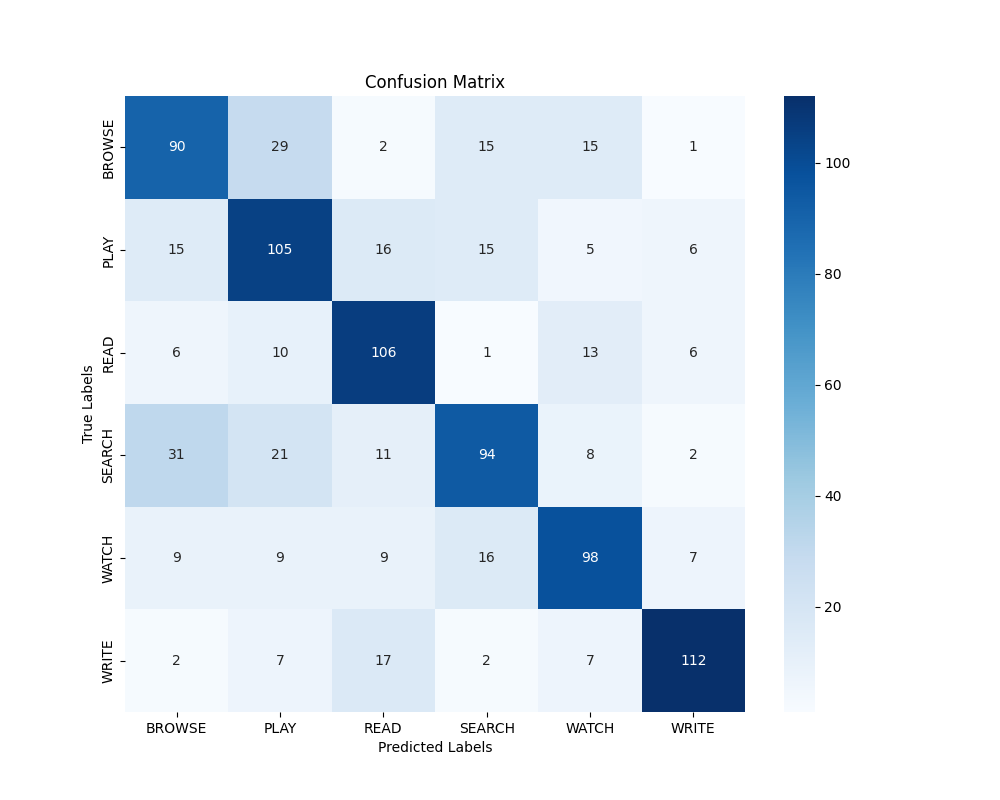 Confusion Matrix
BROWSE 90 29 2 15 15 1
PLAY 15 105 16 15 5 6
READ 6 10 106 1 13 6
SEARCH 31 21 11 94 8 2
WATCH 9 9 9 16 98 7
WRITE 2 7 17 2 7 112
BROWSE PLAY READ SEARCH WATCH WRITE
Predicted Labels
True Labels
100
80
60
40
20